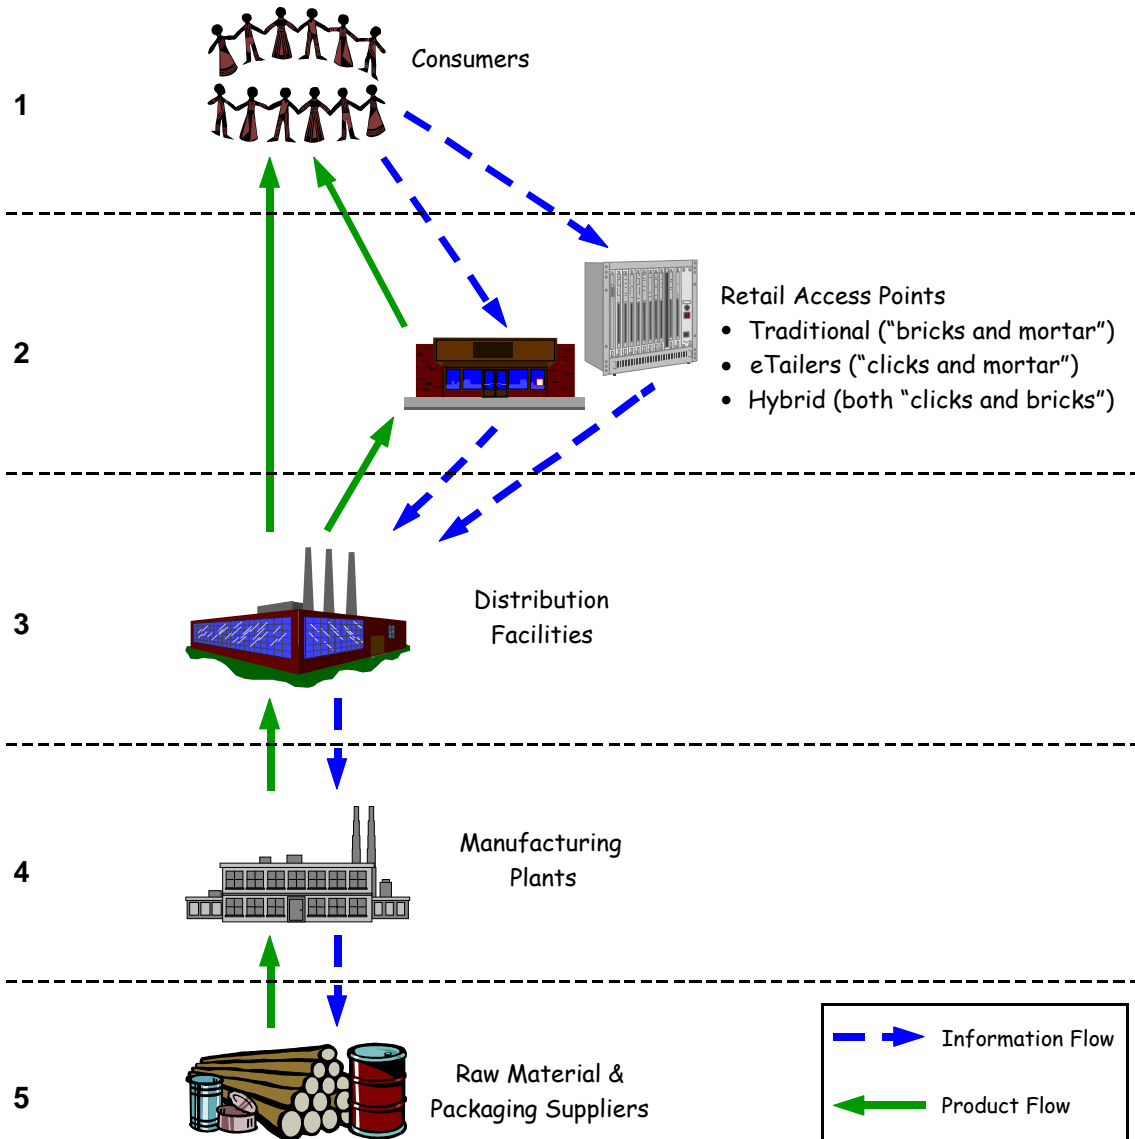 Consumers
1
2
Retail Access Points
• Traditional (“bricks and mortar”)
• eTailers (“clicks and mortar”)
• Hybrid (both “clicks and bricks”)
3
Distribution
Facilities
4
Manufacturing
Plants
5
Raw Material &
Packaging Suppliers
Information Flow
Product Flow